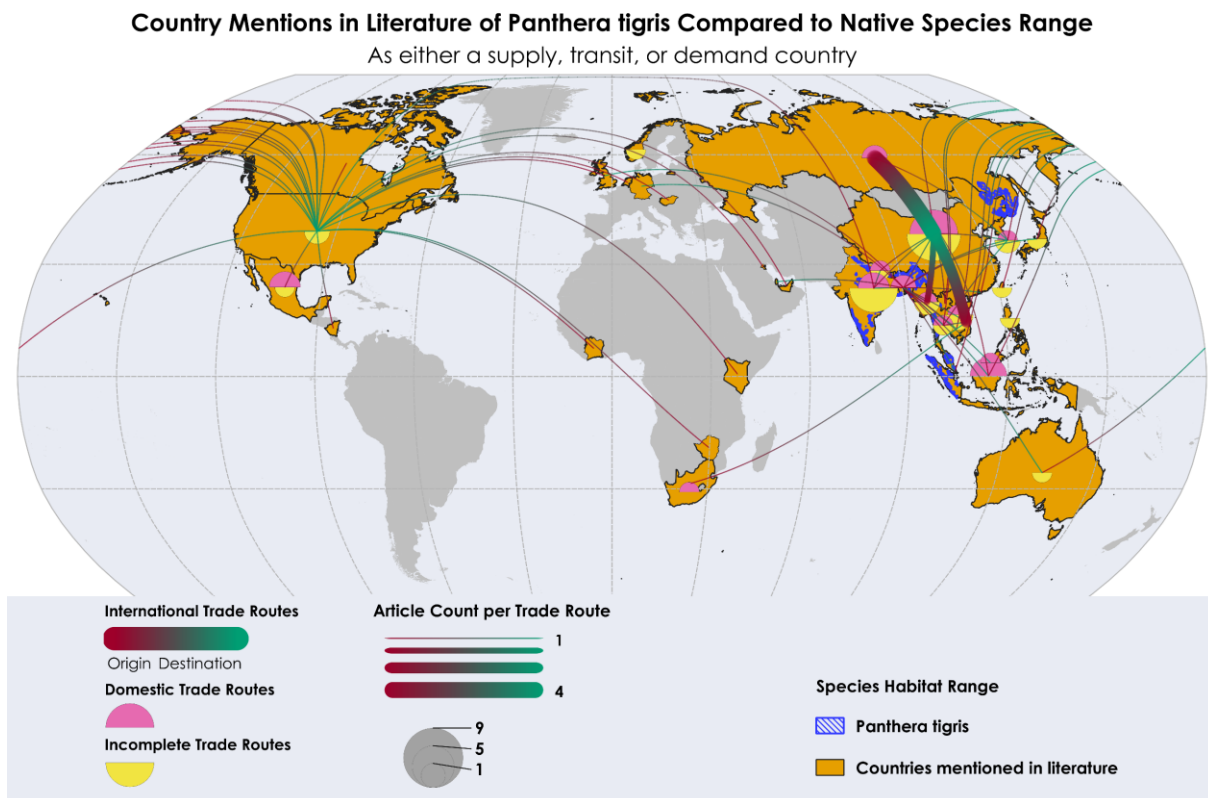 Country Mentions in Literature of Panthera tigris Compared to Native Species Range
As either a supply, transit, or demand country
International Trade Routes
Origin Destination
Domestic Trade Routes
Incomplete Trade Routes
Article Count per Trade Route
1
4
9
5
1
Species Habitat Range
Panthera tigris
Countries mentioned in literature